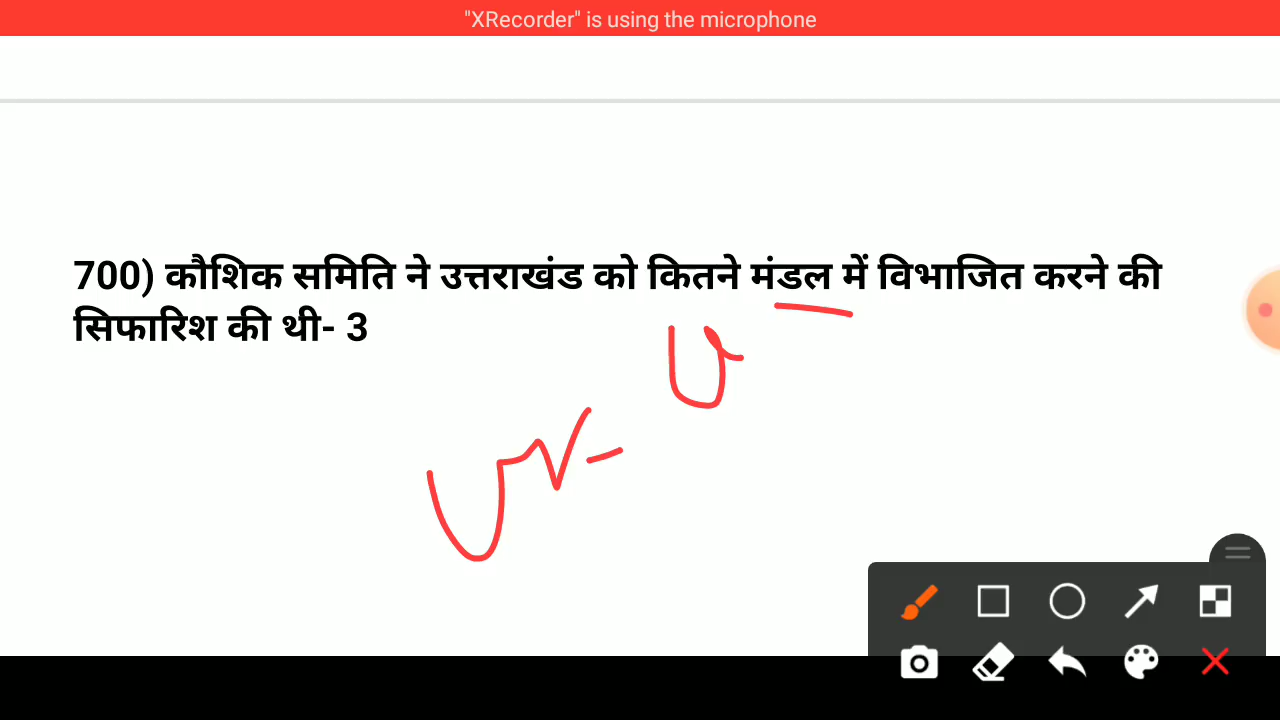 "XRecorder" is using the microphone
700) कौशिक समिति ने उत्तराखंड को कितने मंडल में विभाजित करने की
सिफारिश की थी- 3